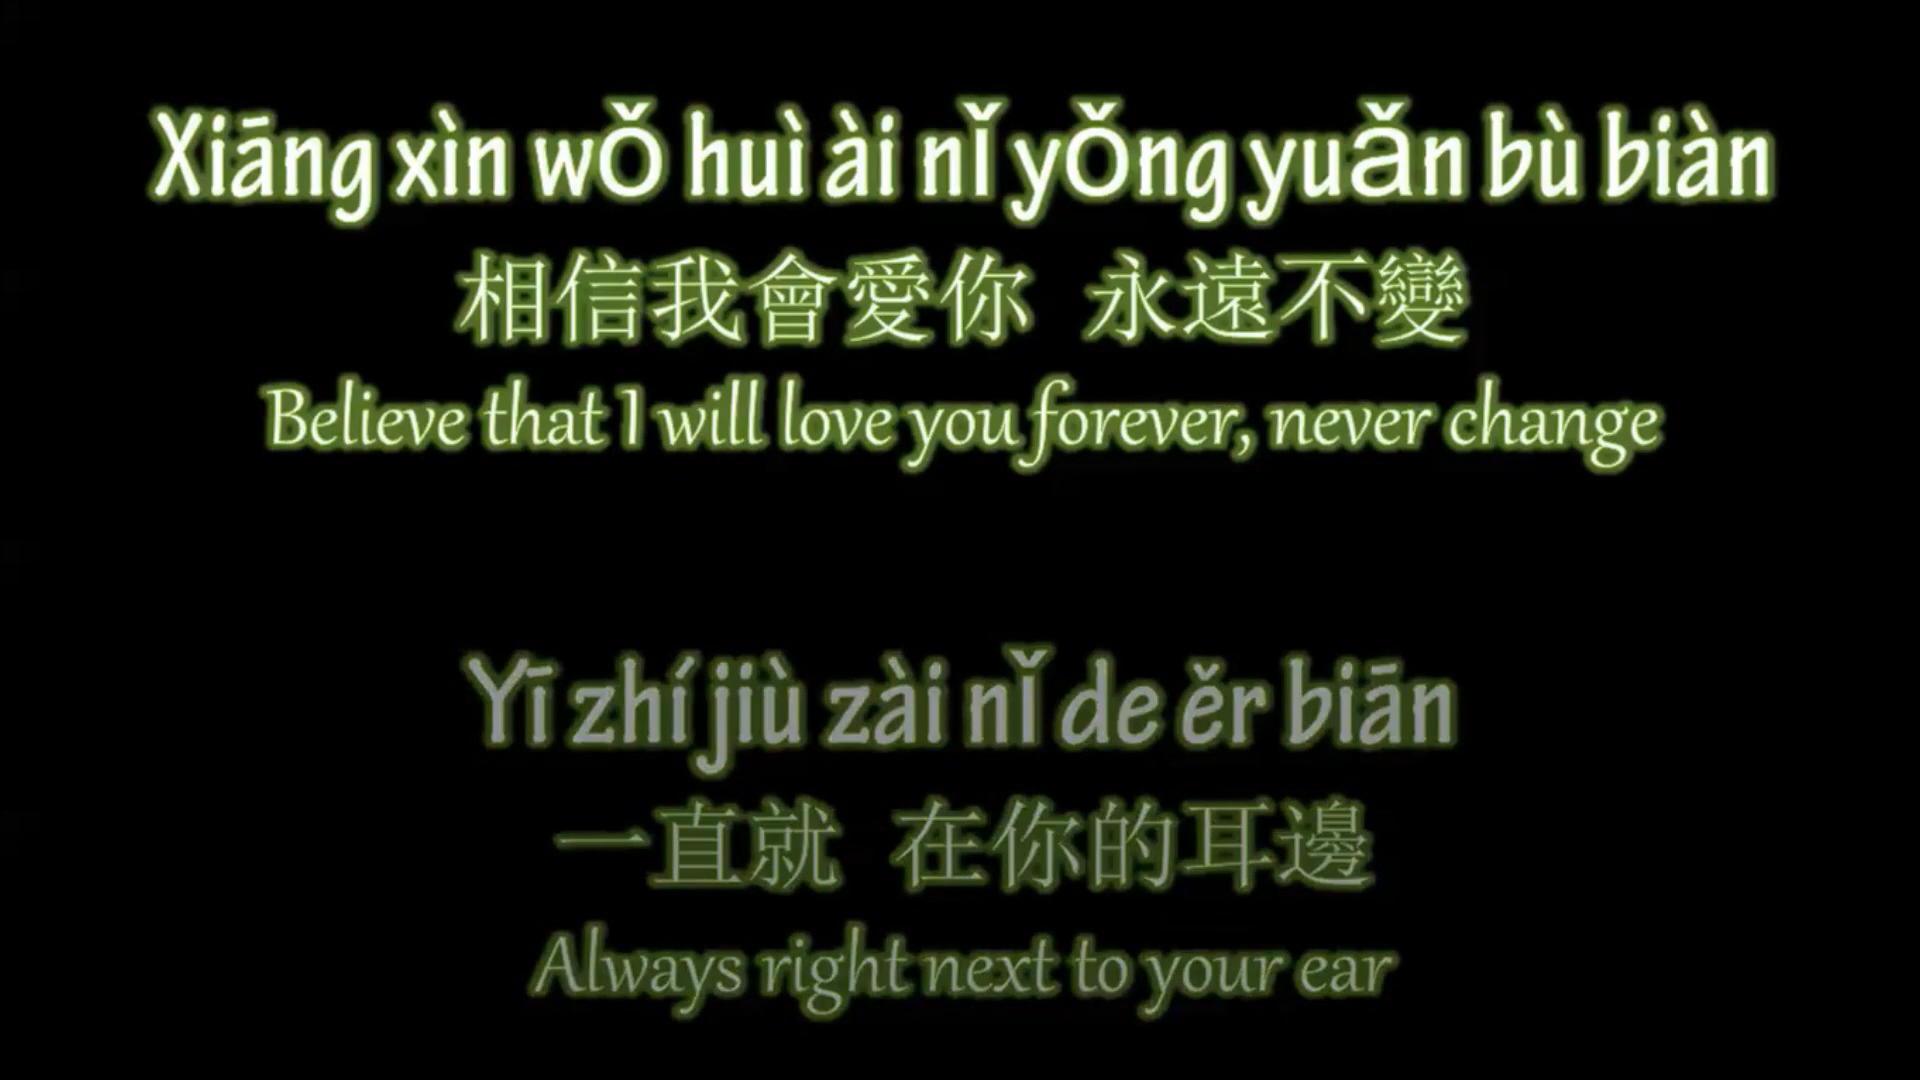 Xiāng xìn wǒ huì ài nǐ yǒng yuǎn bù biàn
相信我會愛你 永遠不變
Believe that I will love you forever, never change
Yī zhí jiù zài nǐ de ěr biān
一直就 在你的耳邊
Always right next to your ear